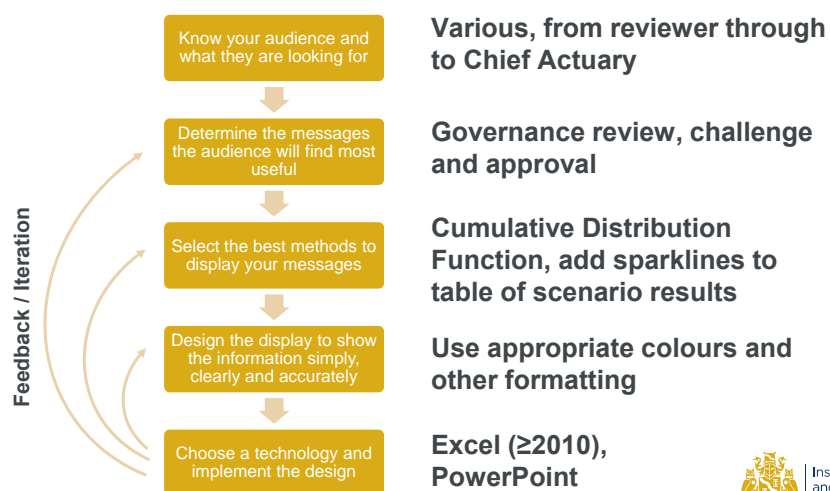 Know your audience and
what they are looking for
Various, from reviewer through
to Chief Actuary
Determine the messages
the audience will find most
useful
Governance review, challenge
and approval
Select the best methods to
display your messages
Cumulative Distribution
Function, add sparklines to
table of scenario results
Design the display to show
the information simply,
clearly and accurately
Use appropriate colours and
other formatting
Choose a technology and
implement the design
Excel (≥2010),
PowerPoint
Feedback / Iteration